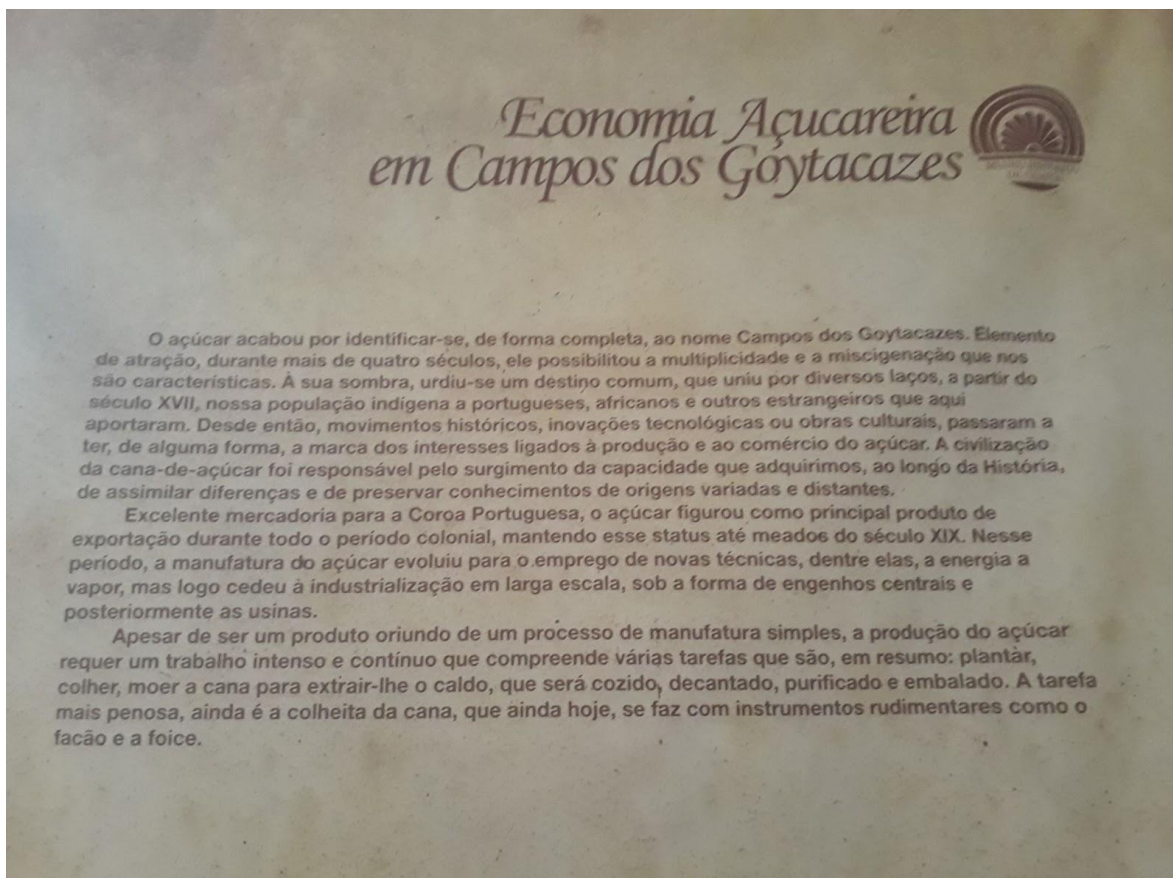 Economia Açucareira
em Campos dos Goytacazes
O açúcar acabou por identificar-se, de forma completa, ao nome Campos dos Goytacazes. Elemento
de atração, durante mais de quatro séculos, ele possibilitou a multiplicidade e a miscigenação que nos
são características. À sua sombra, urdiu-se um destino comum, que uniu por diversos laços, a partir do
século XVII, nossa população indígena a portugueses, africanos e outros estrangeiros que aqui
aportaram. Desde então, movimentos históricos, inovações tecnológicas ou obras culturais, passaram a
ter, de alguma forma, a marca dos interesses ligados à produção e ao comércio do açúcar. A civilização
da cana-de-açúcar foi responsável pelo surgimento da capacidade que adquirimos, ao longo da História,
de assimilar diferenças e de preservar conhecimentos de origens variadas e distantes.
Excelente mercadoria para a Coroa Portuguesa, o açúcar figurou como principal produto de
exportação durante todo o período colonial, mantendo esse status até meados do século XIX. Nesse
período, a manufatura do açúcar evoluiu para o emprego de novas técnicas, dentre elas, a energia a
vapor, mas logo cedeu à industrialização em larga escala, sob a forma de engenhos centrais e
posteriormente as usinas.
Apesar de ser um produto oriundo de um processo de manufatura simples, a produção do açúcar
requer um trabalho intenso e contínuo que compreende várias tarefas que são, em resumo: plantar,
colher, moer a cana para extrair-lhe o caldo, que será cozido, decantado, purificado e embalado. A tarefa
mais penosa, ainda é a colheita da cana, que ainda hoje, se faz com instrumentos rudimentares como o
facão e a foice.